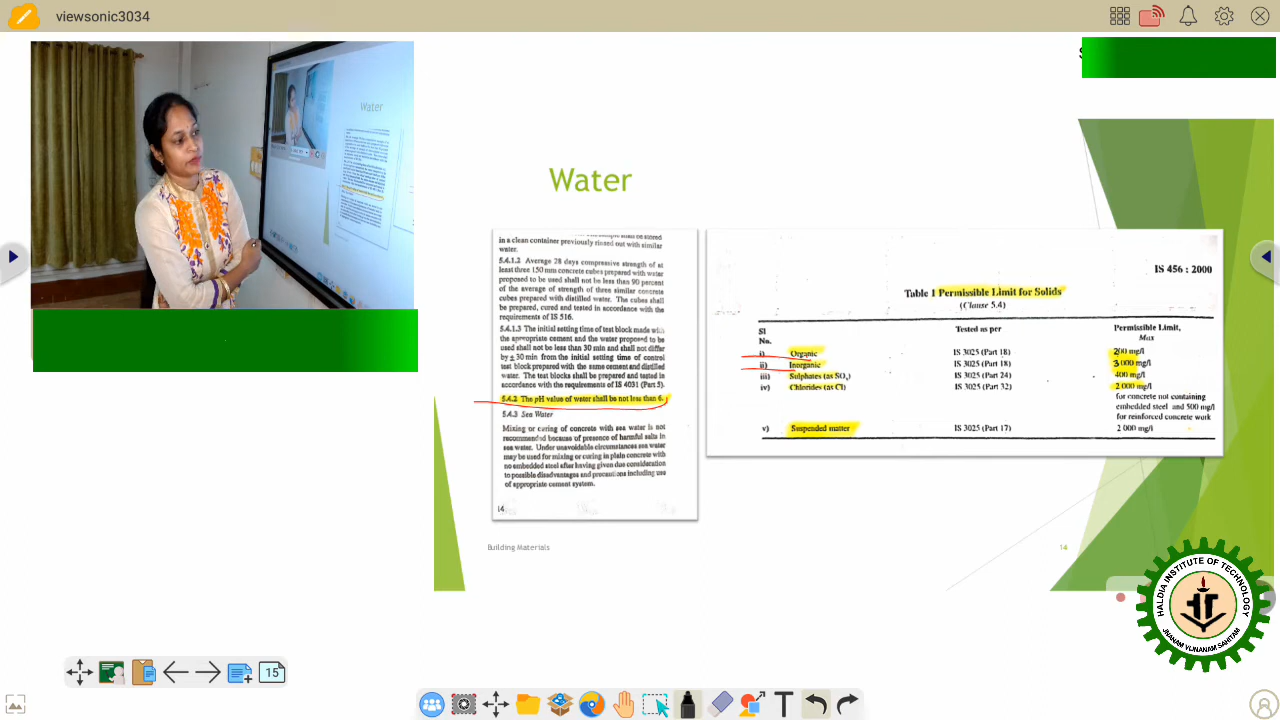 viewsonic3034
Water
Water
in a clean container previously rinsed out with similar
water.
5.4.1.2 Average 28 days compressive strength of at
least three 150 mm concrete cubes prepared with water
proposed to be used shall not be less than 90 percent
of the average of strength of three similar concrete
cubes prepared with distilled water. The cubes shall
be prepared, cured and tested in accordance with the
requirements of IS 516.
5.4.1.3 The initial setting time of test block made with
the appropriate cement and the water proposed to be
used shall not be less than 30 min and shall not differ
by ± 30 min from the initial setting time of control
test block prepared with the same cement and distilled
water. The test blocks shall be prepared and tested in
accordance with the requirements of IS 4031 (Part 5).
5.4.2 The pH value of water shall be not less than 6.
5.4.3 Sea Water
Mixing or curing of concrete with sea water is not
recommended because of presence of harmful salts in
sea water. Under unavoidable circumstances sea water
may be used for mixing or curing in plain concrete with
no embedded steel after having given due consideration
to possible disadvantages and precautions including use
of appropriate cement system.
14
IS 456 : 2000
Table 1 Permissible Limit for Solids
(Clause 5.4)
Sl No. Tested as per Permissible Limit, Max
i) Organic IS 3025 (Part 18) 200 mg/l
ii) Inorganic IS 3025 (Part 18) 3 000 mg/l
iii) Sulphates (as SO₃) IS 3025 (Part 24) 400 mg/l
iv) Chlorides (as Cl) IS 3025 (Part 32) 2 000 mg/l
for concrete not containing
embedded steel and 500 mg/l
for reinforced concrete work
v) Suspended matter IS 3025 (Part 17) 2 000 mg/l
Building Materials
14
HALDIA INSTITUTE OF TECHNOLOGY
JNANAM VIJNANAM SAHITAM
15